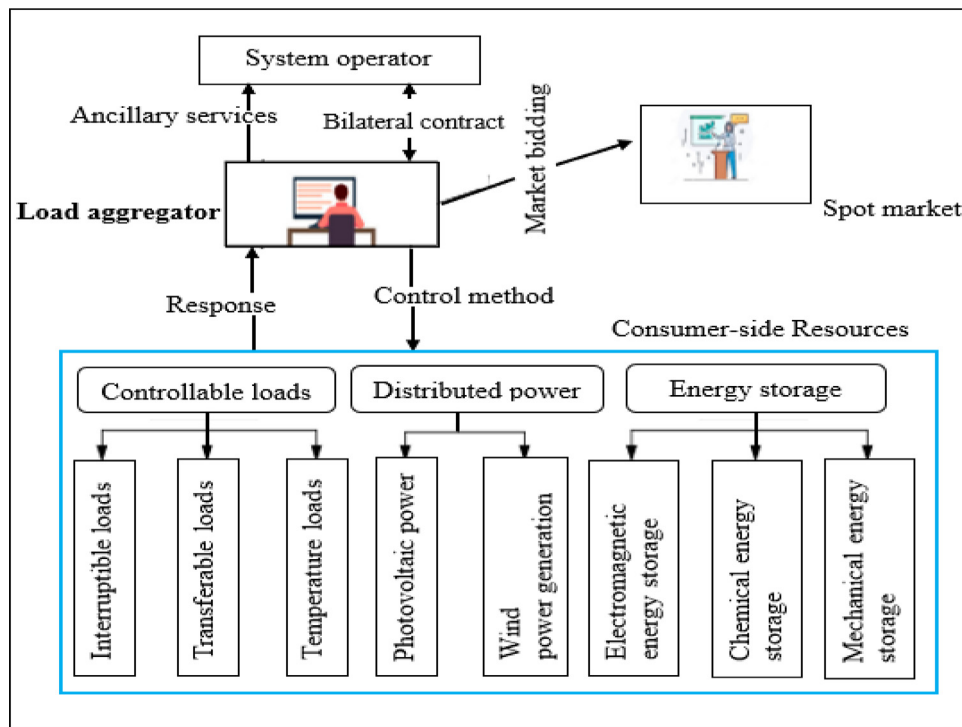 System operator
Ancillary services
Bilateral contract
Market bidding
Load aggregator
Spot market
Response
Control method
Consumer-side Resources
Controllable loads
Distributed power
Energy storage
Interruptible loads
Transferable loads
Temperature loads
Photovoltaic power
Wind
power generation
Electromagnetic
energy storage
Chemical energy
storage
Mechanical energy
storage